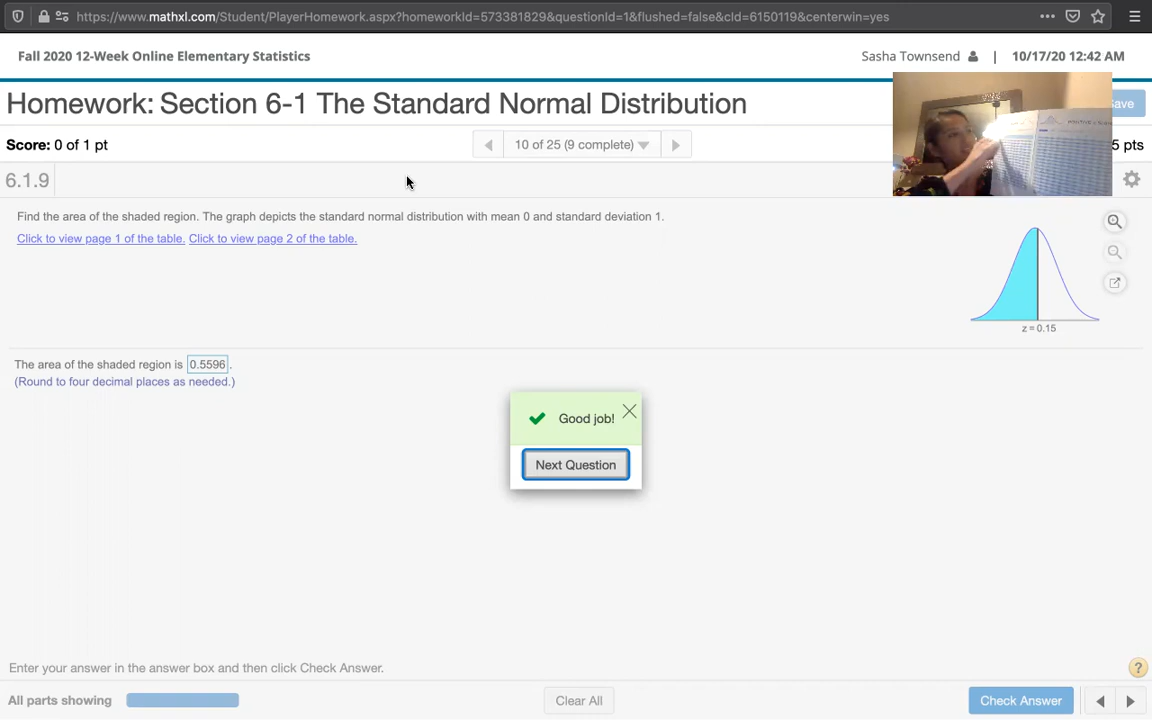 https://www.mathxl.com/Student/PlayerHomework.aspx?homeworkId=573381829&questionId=1&flushed=false&cId=6150119&centerwin=yes
Fall 2020 12-Week Online Elementary Statistics
Sasha Townsend | 10/17/20 12:42 AM
Homework: Section 6-1 The Standard Normal Distribution
Save
Score: 0 of 1 pt
10 of 25 (9 complete)
5 pts
6.1.9
Find the area of the shaded region. The graph depicts the standard normal distribution with mean 0 and standard deviation 1.
Click to view page 1 of the table. Click to view page 2 of the table.
z = 0.15
The area of the shaded region is 0.5596.
(Round to four decimal places as needed.)
Good job!
Next Question
Enter your answer in the answer box and then click Check Answer.
?
All parts showing
Clear All
Check Answer